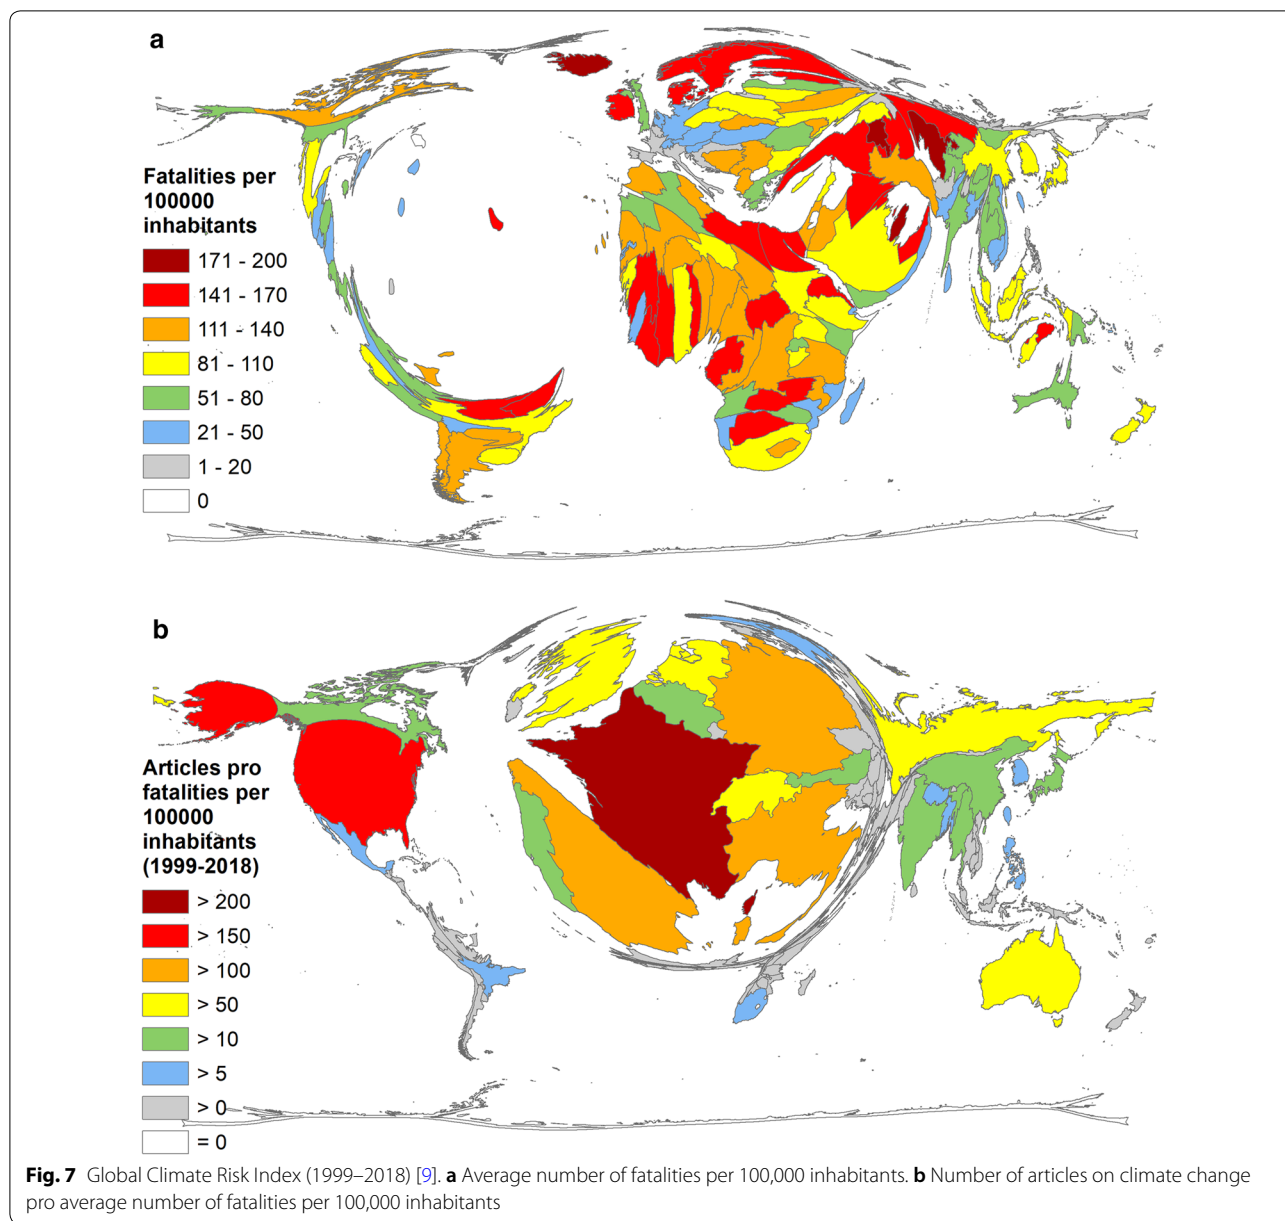 a
Fatalities per
100000
inhabitants
171 - 200
141 - 170
111 - 140
81 - 110
51 - 80
21 - 50
1 - 20
0
b
Articles pro
fatalities per
100000
inhabitants
(1999-2018)
> 200
> 150
> 100
> 50
> 10
> 5
> 0
= 0
Fig. 7 Global Climate Risk Index (1999–2018) [9]. a Average number of fatalities per 100,000 inhabitants. b Number of articles on climate change
pro average number of fatalities per 100,000 inhabitants